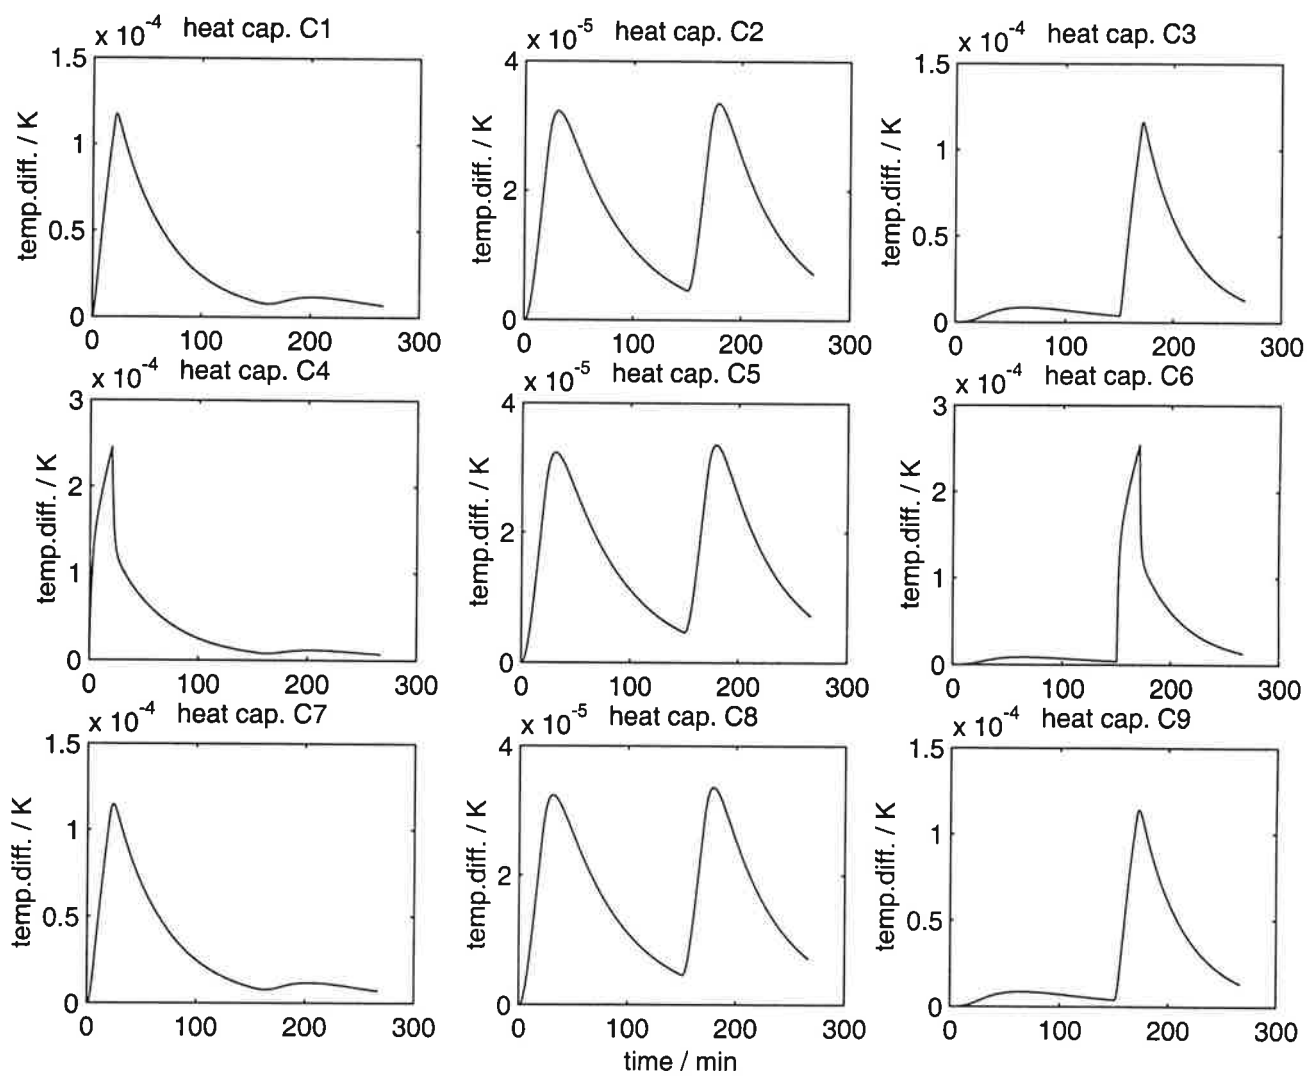 x 10-4 heat cap. C1
1.5
1
0.5
0
temp.diff. / K
0 100 200 300
x 10-5 heat cap. C2
4
2
0
temp.diff. / K
0 100 200 300
x 10-4 heat cap. C3
1.5
1
0.5
0
temp.diff. / K
0 100 200 300
x 10-4 heat cap. C4
3
2
1
0
temp.diff. / K
0 100 200 300
x 10-5 heat cap. C5
4
2
0
temp.diff. / K
0 100 200 300
x 10-4 heat cap. C6
3
2
1
0
temp.diff. / K
0 100 200 300
x 10-4 heat cap. C7
1.5
1
0.5
0
temp.diff. / K
0 100 200 300
x 10-5 heat cap. C8
4
2
0
temp.diff. / K
0 100 200 300
time / min
x 10-4 heat cap. C9
1.5
1
0.5
0
temp.diff. / K
0 100 200 300